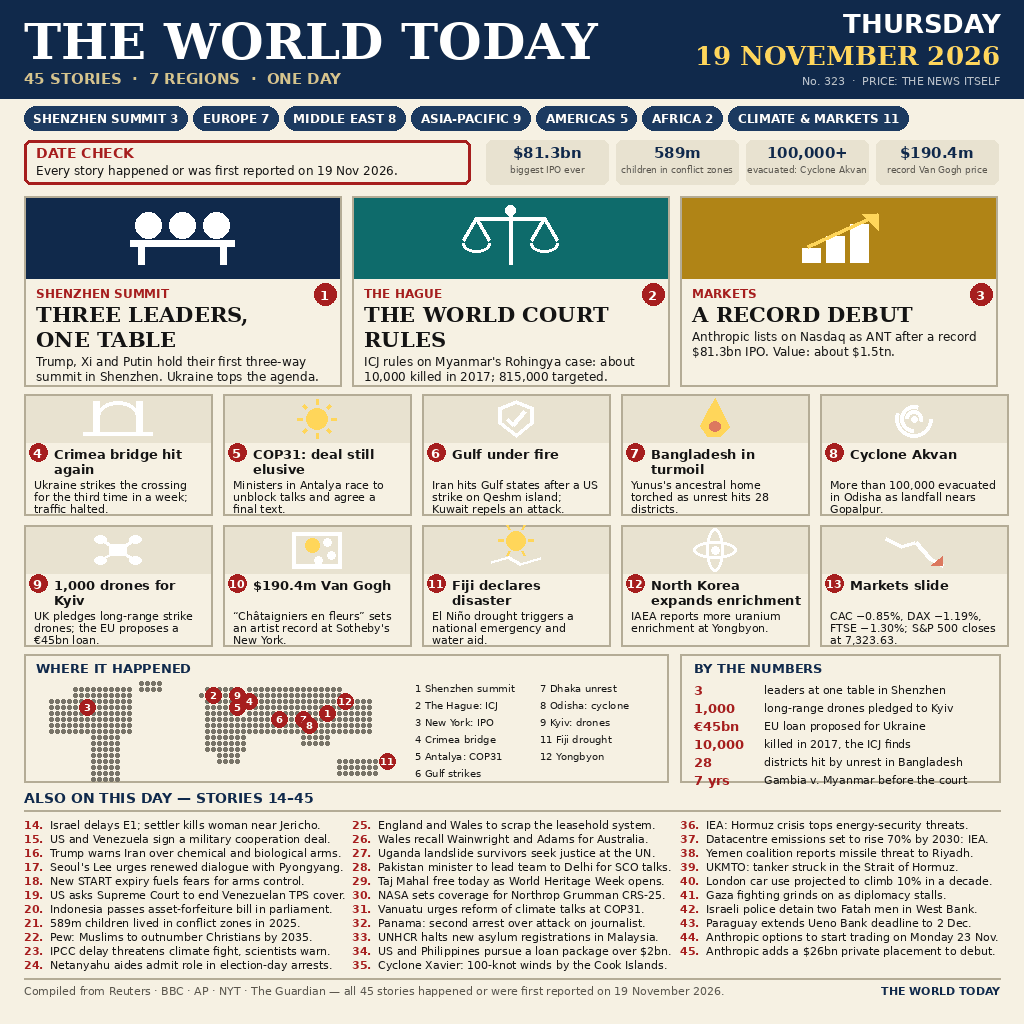 THE WORLD TODAY
45 STORIES · 7 REGIONS · ONE DAY
THURSDAY
19 NOVEMBER 2026
No. 323 · PRICE: THE NEWS ITSELF
SHENZHEN SUMMIT 3
EUROPE 7
MIDDLE EAST 8
ASIA-PACIFIC 9
AMERICAS 5
AFRICA 2
CLIMATE & MARKETS 11
DATE CHECK
Every story happened or was first reported on 19 Nov 2026.
$81.3bn
biggest IPO ever
589m
children in conflict zones
100,000+
evacuated: Cyclone Akvan
$190.4m
record Van Gogh price
1
SHENZHEN SUMMIT
THREE LEADERS,
ONE TABLE
Trump, Xi and Putin hold their first three-way
summit in Shenzhen. Ukraine tops the agenda.
2
THE HAGUE
THE WORLD COURT
RULES
ICJ rules on Myanmar's Rohingya case: about
10,000 killed in 2017; 815,000 targeted.
3
MARKETS
A RECORD DEBUT
Anthropic lists on Nasdaq as ANT after a record
$81.3bn IPO. Value: about $1.5tn.
4 Crimea bridge hit
again
Ukraine strikes the crossing
for the third time in a week;
traffic halted.
5 COP31: deal still
elusive
Ministers in Antalya race to
unblock talks and agree a
final text.
6 Gulf under fire
Iran hits Gulf states after a US
strike on Qeshm island;
Kuwait repels an attack.
7 Bangladesh in
turmoil
Yunus's ancestral home
torched as unrest hits 28
districts.
8 Cyclone Akvan
More than 100,000 evacuated
in Odisha as landfall nears
Gopalpur.
9 1,000 drones for
Kyiv
UK pledges long-range strike
drones; the EU proposes a
€45bn loan.
10 $190.4m Van Gogh
“Châtaigniers en fleurs” sets
an artist record at Sotheby's
New York.
11 Fiji declares
disaster
El Niño drought triggers a
national emergency and
water aid.
12 North Korea
expands enrichment
IAEA reports more uranium
enrichment at Yongbyon.
13 Markets slide
CAC −0.85%, DAX −1.19%,
FTSE −1.30%; S&P 500 closes
at 7,323.63.
WHERE IT HAPPENED
3
2
9
4
5
6
7
8
1
12
11
1 Shenzhen summit
2 The Hague: ICJ
3 New York: IPO
4 Crimea bridge
5 Antalya: COP31
6 Gulf strikes
7 Dhaka unrest
8 Odisha: cyclone
9 Kyiv: drones
11 Fiji drought
12 Yongbyon
BY THE NUMBERS
3 leaders at one table in Shenzhen
1,000 long-range drones pledged to Kyiv
€45bn EU loan proposed for Ukraine
10,000 killed in 2017, the ICJ finds
28 districts hit by unrest in Bangladesh
7 yrs Gambia v. Myanmar before the court
ALSO ON THIS DAY — STORIES 14–45
14. Israel delays E1; settler kills woman near Jericho.
15. US and Venezuela sign a military cooperation deal.
16. Trump warns Iran over chemical and biological arms.
17. Seoul's Lee urges renewed dialogue with Pyongyang.
18. New START expiry fuels fears for arms control.
19. US asks Supreme Court to end Venezuelan TPS cover.
20. Indonesia passes asset-forfeiture bill in parliament.
21. 589m children lived in conflict zones in 2025.
22. Pew: Muslims to outnumber Christians by 2035.
23. IPCC delay threatens climate fight, scientists warn.
24. Netanyahu aides admit role in election-day arrests.
25. England and Wales to scrap the leasehold system.
26. Wales recall Wainwright and Adams for Australia.
27. Uganda landslide survivors seek justice at the UN.
28. Pakistan minister to lead team to Delhi for SCO talks.
29. Taj Mahal free today as World Heritage Week opens.
30. NASA sets coverage for Northrop Grumman CRS-25.
31. Vanuatu urges reform of climate talks at COP31.
32. Panama: second arrest over attack on journalist.
33. UNHCR halts new asylum registrations in Malaysia.
34. US and Philippines pursue a loan package over $2bn.
35. Cyclone Xavier: 100-knot winds by the Cook Islands.
36. IEA: Hormuz crisis tops energy-security threats.
37. Datacentre emissions set to rise 70% by 2030: IEA.
38. Yemen coalition reports missile threat to Riyadh.
39. UKMTO: tanker struck in the Strait of Hormuz.
40. London car use projected to climb 10% in a decade.
41. Gaza fighting grinds on as diplomacy stalls.
42. Israeli police detain two Fatah men in West Bank.
43. Paraguay extends Ueno Bank deadline to 2 Dec.
44. Anthropic options to start trading on Monday 23 Nov.
45. Anthropic adds a $26bn private placement to debut.
Compiled from Reuters · BBC · AP · NYT · The Guardian — all 45 stories happened or were first reported on 19 November 2026.
THE WORLD TODAY